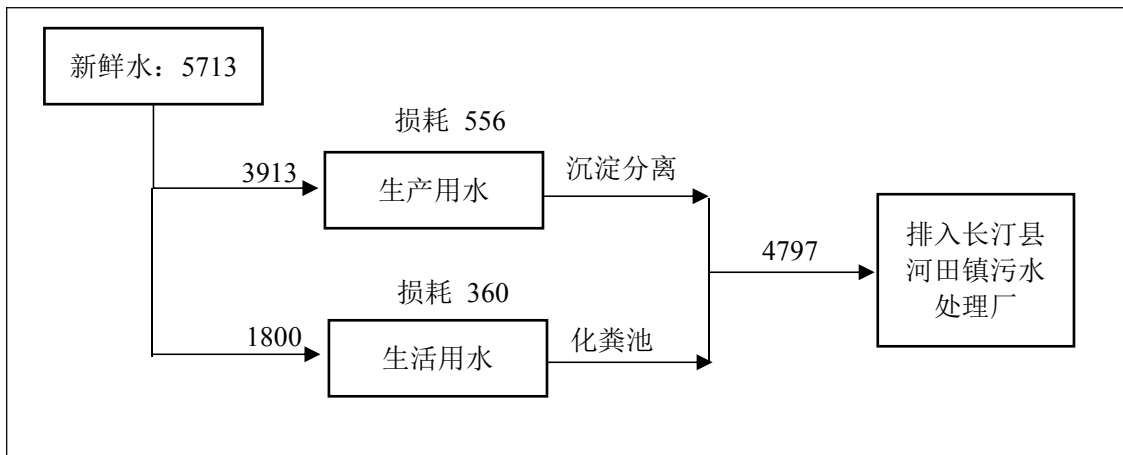 新鲜水：5713
损耗 556
3913
生产用水
沉淀分离
4797
排入长汀县
河田镇污水
处理厂
损耗 360
1800
生活用水
化粪池